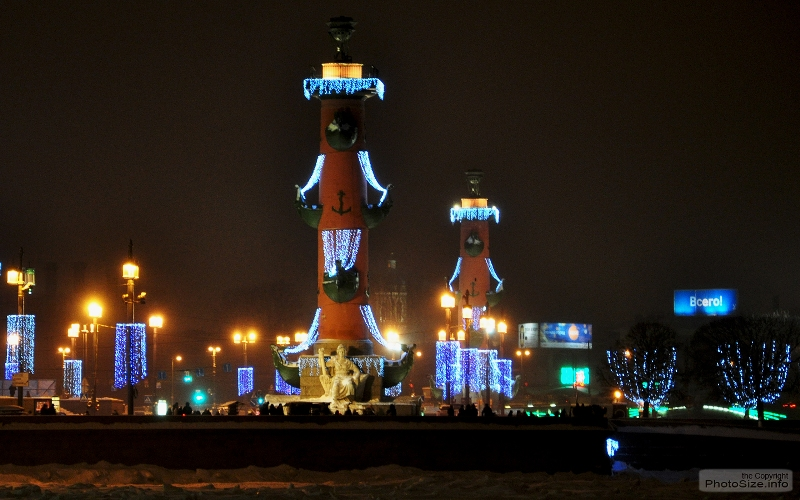 Всего!
the Copyright
PhotoSize.info